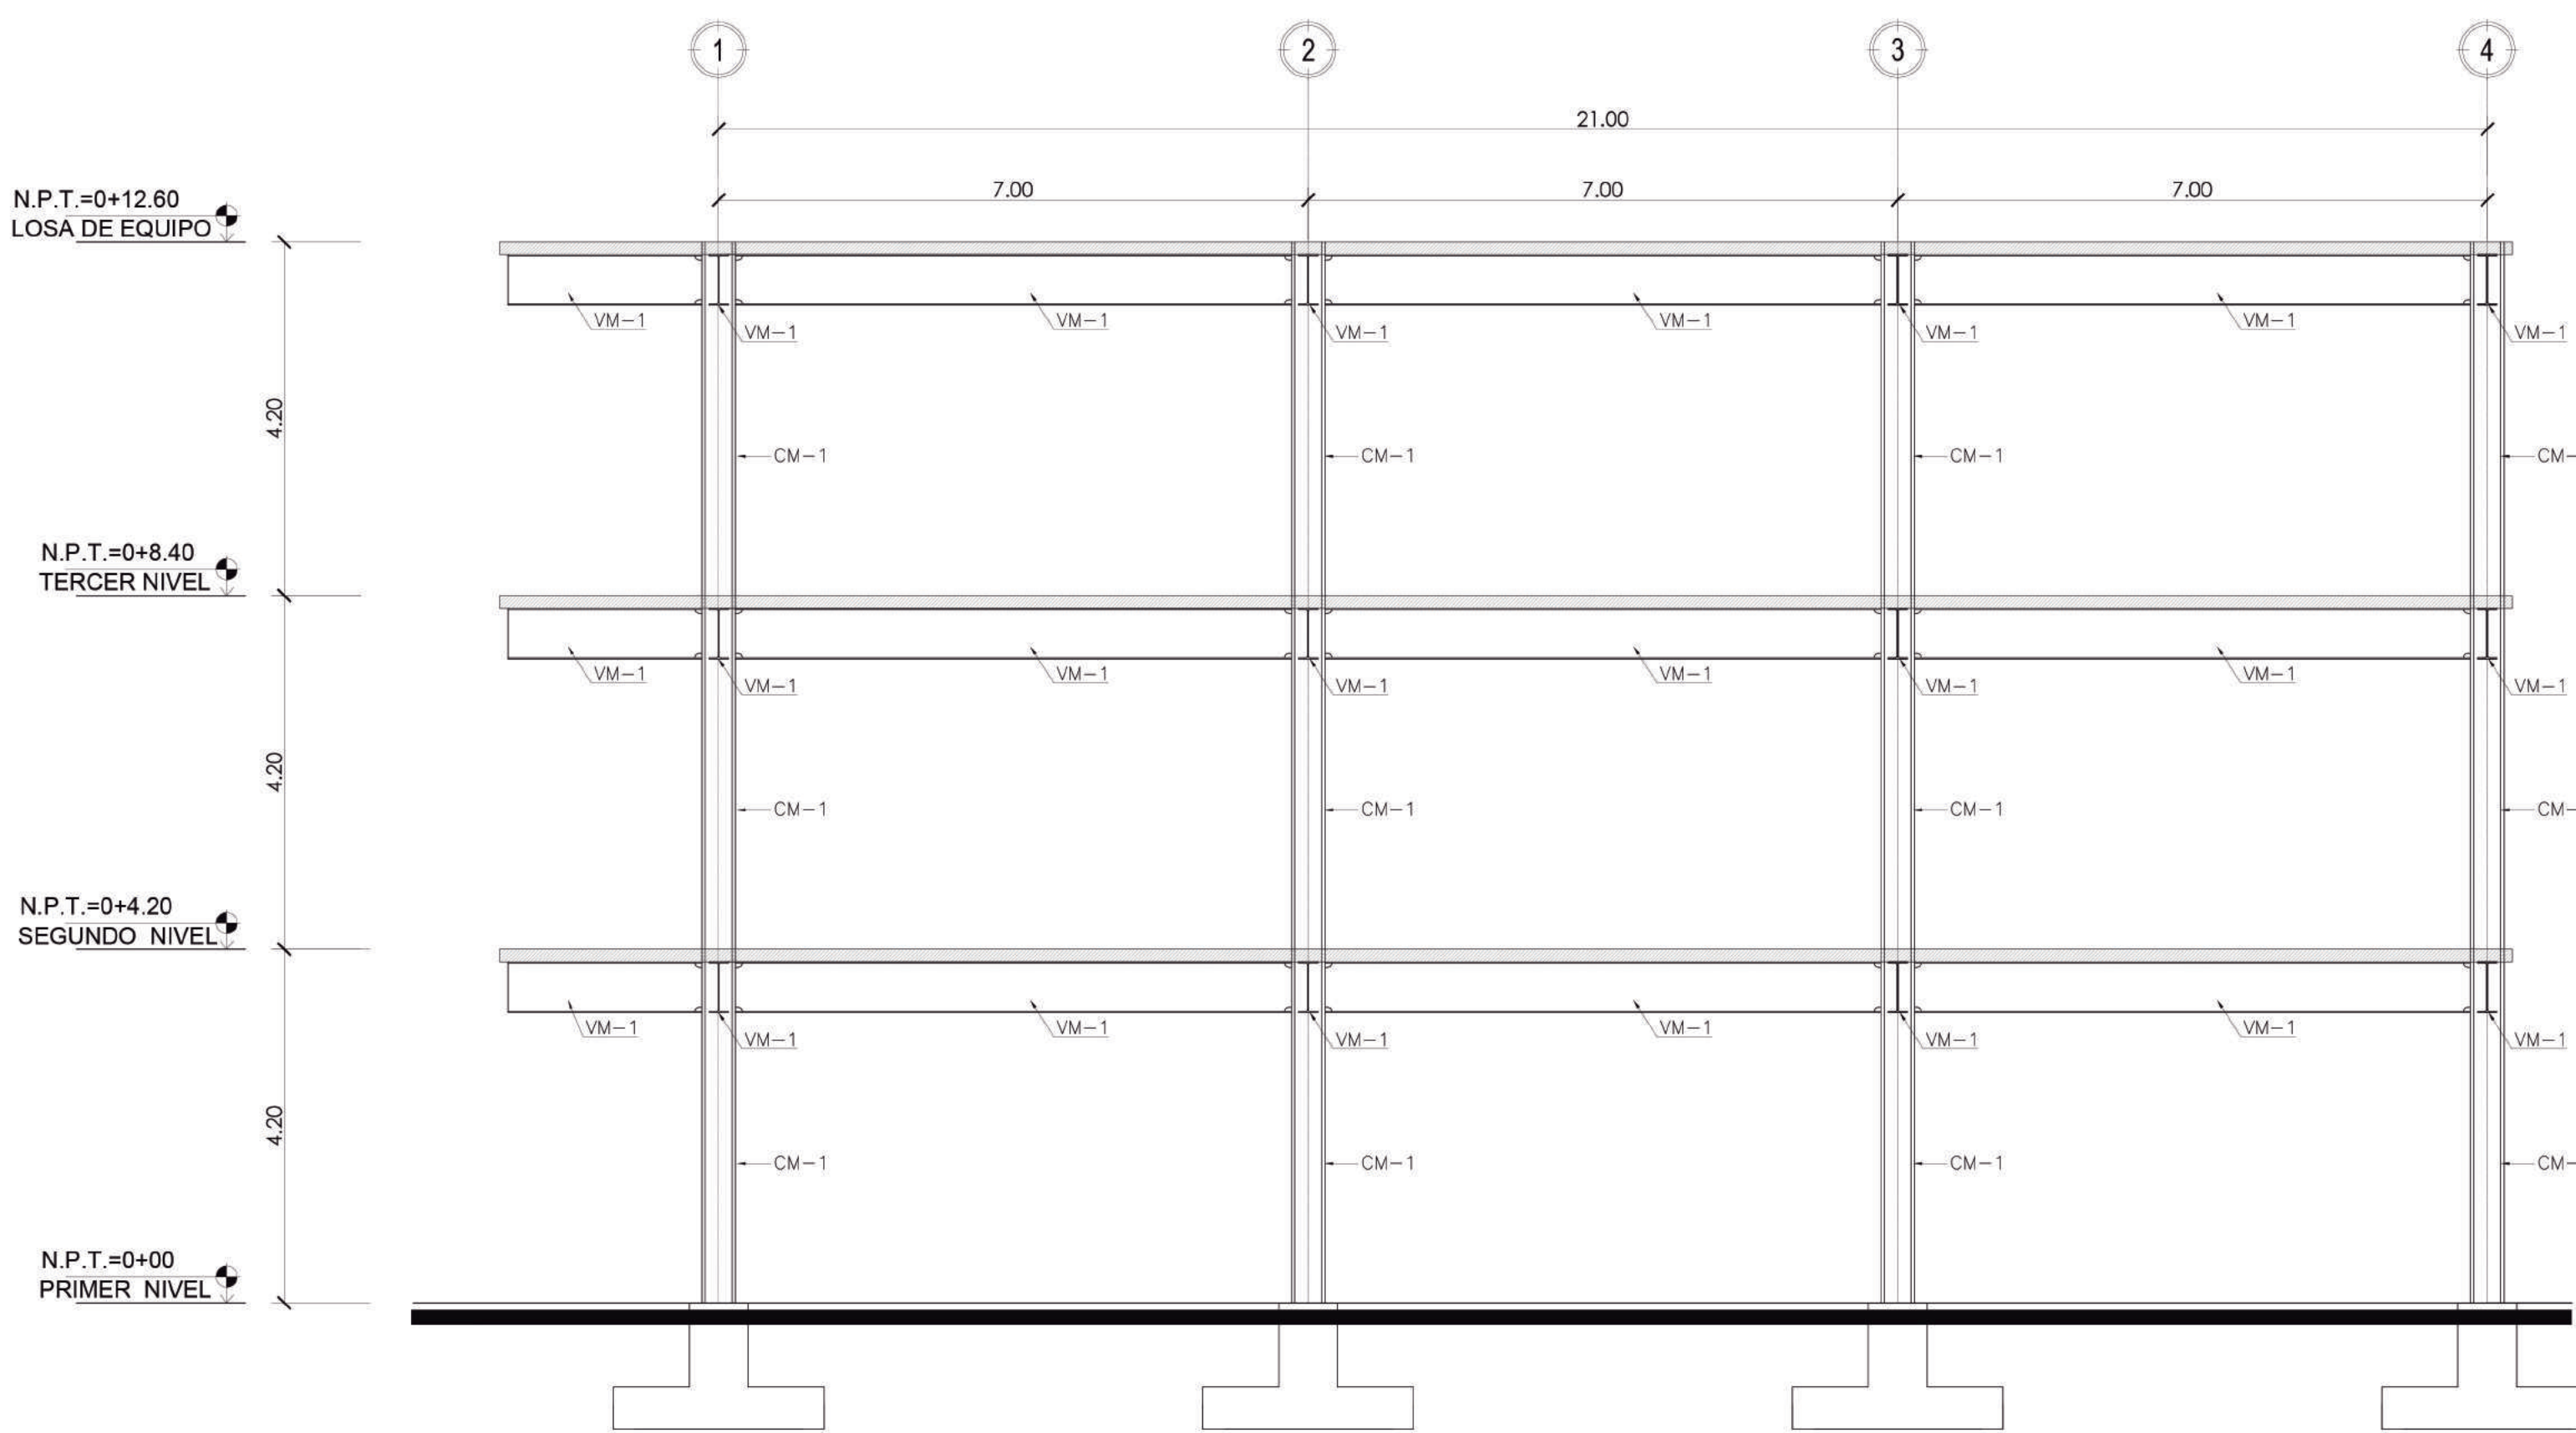 1
2
3
4
21.00
7.00
7.00
7.00
N.P.T.=0+12.60
LOSA DE EQUIPO
VM-1
VM-1
VM-1
VM-1
VM-1
VM-1
VM-1
VM-1
4.20
CM-1
CM-1
CM-1
CM-
N.P.T.=0+8.40
TERCER NIVEL
VM-1
VM-1
VM-1
VM-1
VM-1
VM-1
VM-1
VM-1
4.20
CM-1
CM-1
CM-1
CM-
N.P.T.=0+4.20
SEGUNDO NIVEL
VM-1
VM-1
VM-1
VM-1
VM-1
VM-1
VM-1
VM-1
4.20
CM-1
CM-1
CM-1
CM-
N.P.T.=0+00
PRIMER NIVEL